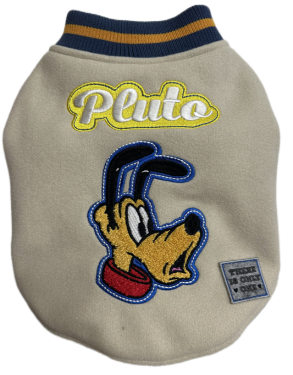 Pluto
THERE
IS ONLY
♥ ONE ♥